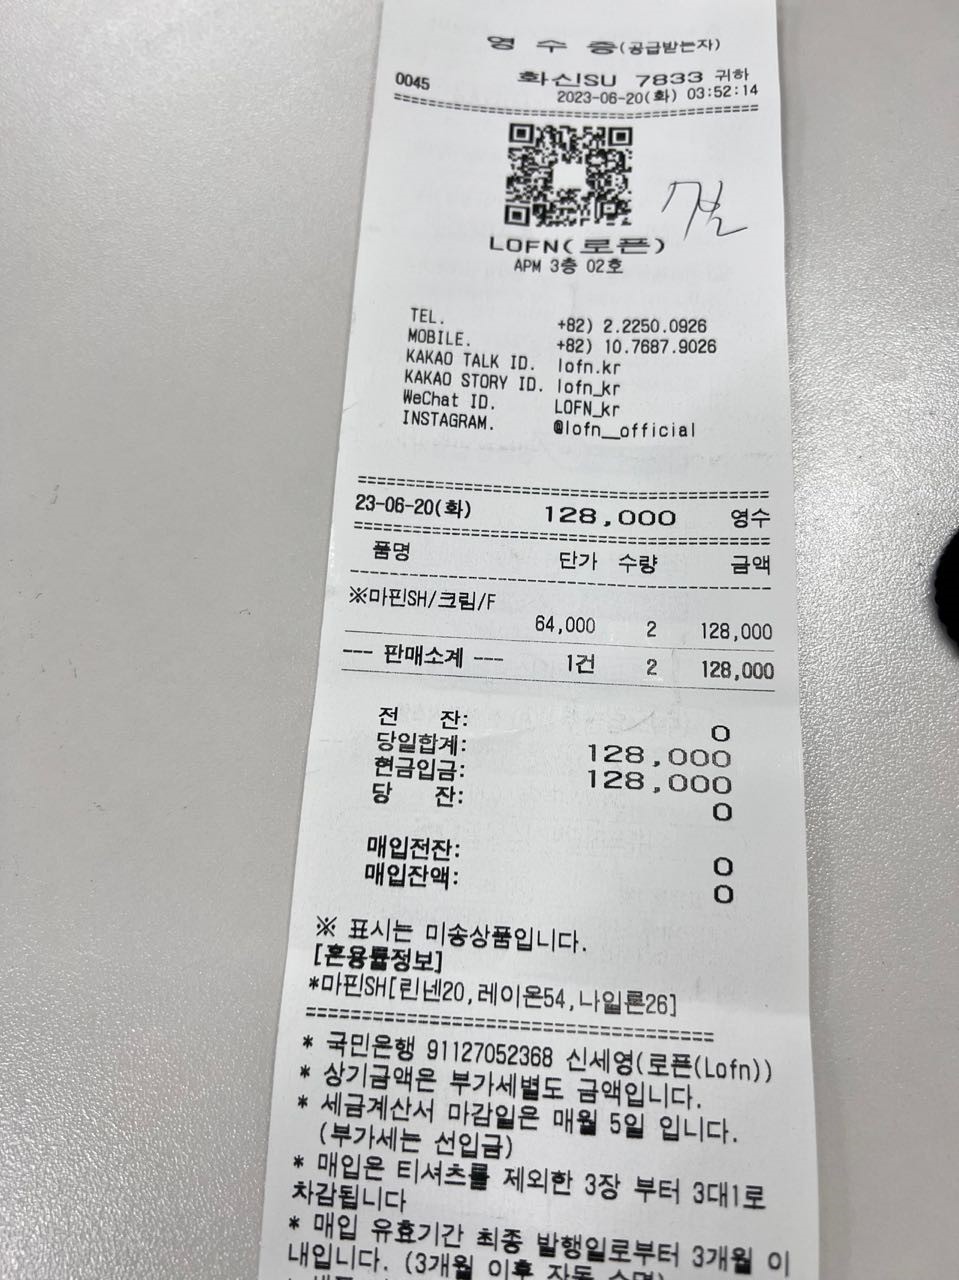 영 수 증(공급받는자)
0045 화신SU 7833 귀하
2023-06-20(화) 03:52:14
LOFN(로픈)
APM 3층 02호
TEL. +82) 2.2250.0926
MOBILE. +82) 10.7687.9026
KAKAO TALK ID. lofn.kr
KAKAO STORY ID. lofn_kr
WeChat ID. LOFN_kr
INSTAGRAM. @lofn__official
23-06-20(화) 128,000 영수
품명 단가 수량 금액
※마핀SH/크림/F
64,000 2 128,000
--- 판매소계 --- 1건 2 128,000
전 잔: 0
당일합계: 128,000
현금입금: 128,000
당 잔: 0
매입전잔: 0
매입잔액: 0
※ 표시는 미송상품입니다.
[혼용률정보]
*마핀SH[린넨20,레이온54,나일론26]
* 국민은행 91127052368 신세영(로픈(Lofn))
* 상기금액은 부가세별도 금액입니다.
* 세금계산서 마감일은 매월 5일 입니다.
(부가세는 선입금)
* 매입은 티셔츠를 제외한 3장 부터 3대1로
차감됩니다
* 매입 유효기간 최종 발행일로부터 3개월 이
내입니다. (3개월 이후 자동 소멸)